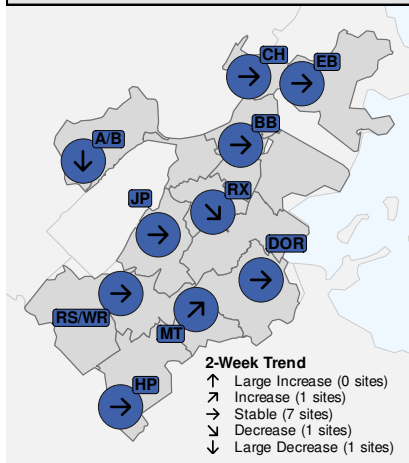 CH
EB
BB
A/B
RX
JP
DOR
RS/WR
MT
HP
2-Week Trend
↑ Large Increase (0 sites)
↗ Increase (1 sites)
→ Stable (7 sites)
↘ Decrease (1 sites)
↓ Large Decrease (1 sites)